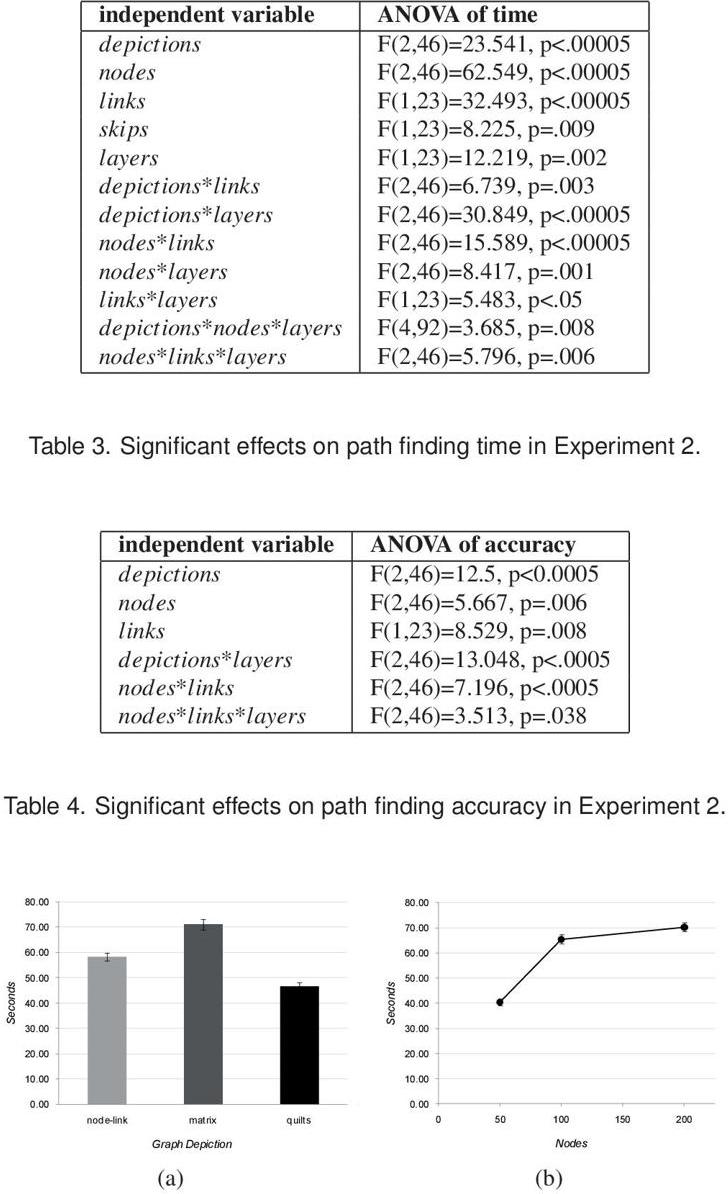 independent variable ANOVA of time
depictions F(2,46)=23.541, p<.00005
nodes F(2,46)=62.549, p<.00005
links F(1,23)=32.493, p<.00005
skips F(1,23)=8.225, p=.009
layers F(1,23)=12.219, p=.002
depictions*links F(2,46)=6.739, p=.003
depictions*layers F(2,46)=30.849, p<.00005
nodes*links F(2,46)=15.589, p<.00005
nodes*layers F(2,46)=8.417, p=.001
links*layers F(1,23)=5.483, p<.05
depictions*nodes*layers F(4,92)=3.685, p=.008
nodes*links*layers F(2,46)=5.796, p=.006
Table 3. Significant effects on path finding time in Experiment 2.
independent variable ANOVA of accuracy
depictions F(2,46)=12.5, p<0.0005
nodes F(2,46)=5.667, p=.006
links F(1,23)=8.529, p=.008
depictions*layers F(2,46)=13.048, p<.0005
nodes*links F(2,46)=7.196, p<.0005
nodes*links*layers F(2,46)=3.513, p=.038
Table 4. Significant effects on path finding accuracy in Experiment 2.
80.00
70.00
60.00
50.00
40.00
30.00
20.00
10.00
0.00
Seconds
node-link matrix quilts
Graph Depiction
(a)
80.00
70.00
60.00
50.00
40.00
30.00
20.00
10.00
0.00
Seconds
0 50 100 150 200
Nodes
(b)